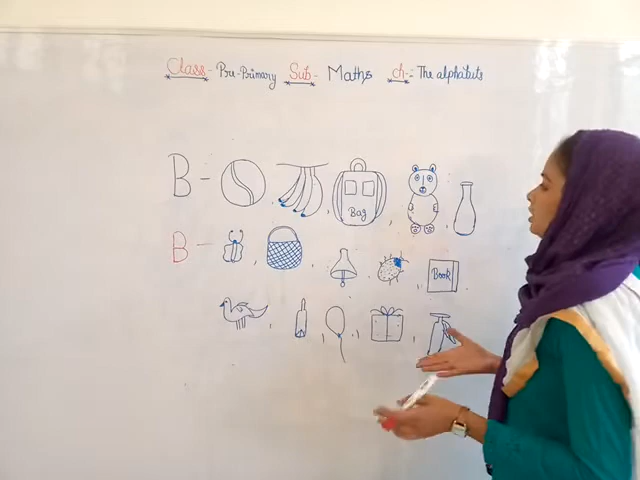 Class - Pre-Primary Sub - Maths ch-: The alphabets
B -
Bag
B -
Book